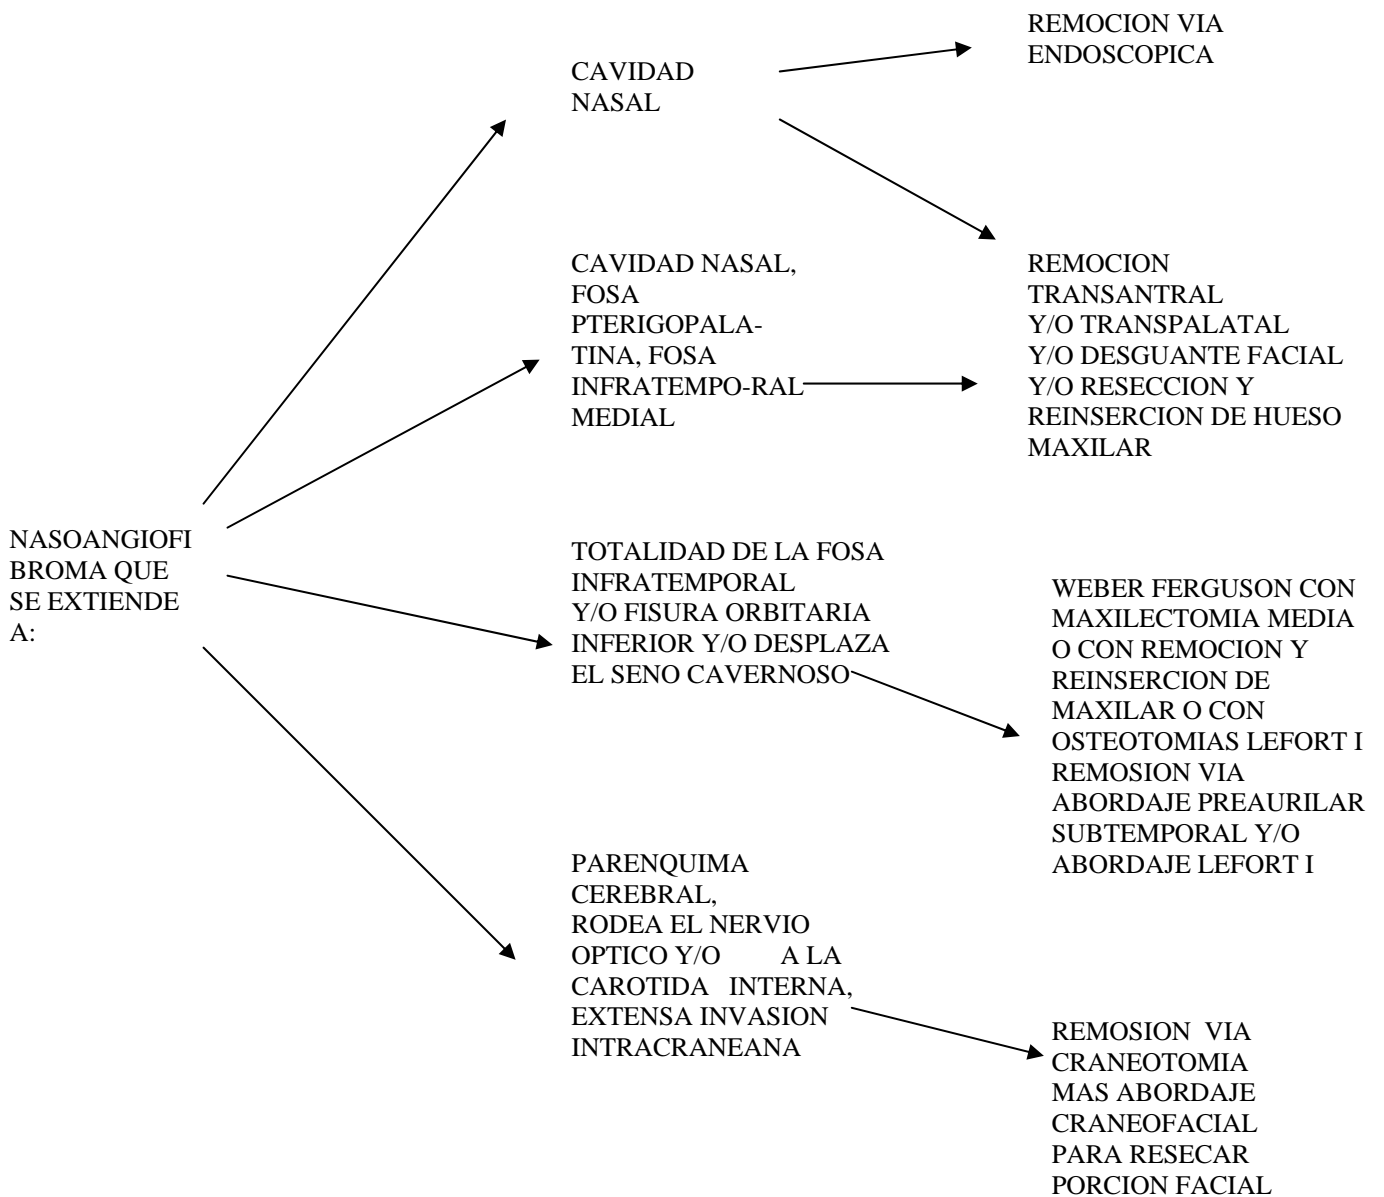 REMOCION VIA
ENDOSCOPICA
CAVIDAD
NASAL
CAVIDAD NASAL,
FOSA
PTERIGOPALA-
TINA, FOSA
INFRATEMPO-RAL
MEDIAL
REMOCION
TRANSANTRAL
Y/O TRANSPALATAL
Y/O DESGUANTE FACIAL
Y/O RESECCION Y
REINSERCION DE HUESO
MAXILAR
NASOANGIOFI
BROMA QUE
SE EXTIENDE
A:
TOTALIDAD DE LA FOSA
INFRATEMPORAL
Y/O FISURA ORBITARIA
INFERIOR Y/O DESPLAZA
EL SENO CAVERNOSO
WEBER FERGUSON CON
MAXILECTOMIA MEDIA
O CON REMOCION Y
REINSERCION DE
MAXILAR O CON
OSTEOTOMIAS LEFORT I
REMOSION VIA
ABORDAJE PREAURILAR
SUBTEMPORAL Y/O
ABORDAJE LEFORT I
PARENQUIMA
CEREBRAL,
RODEA EL NERVIO
OPTICO Y/O A LA
CAROTIDA INTERNA,
EXTENSA INVASION
INTRACRANEANA
REMOSION VIA
CRANEOTOMIA
MAS ABORDAJE
CRANEOFACIAL
PARA RESECAR
PORCION FACIAL